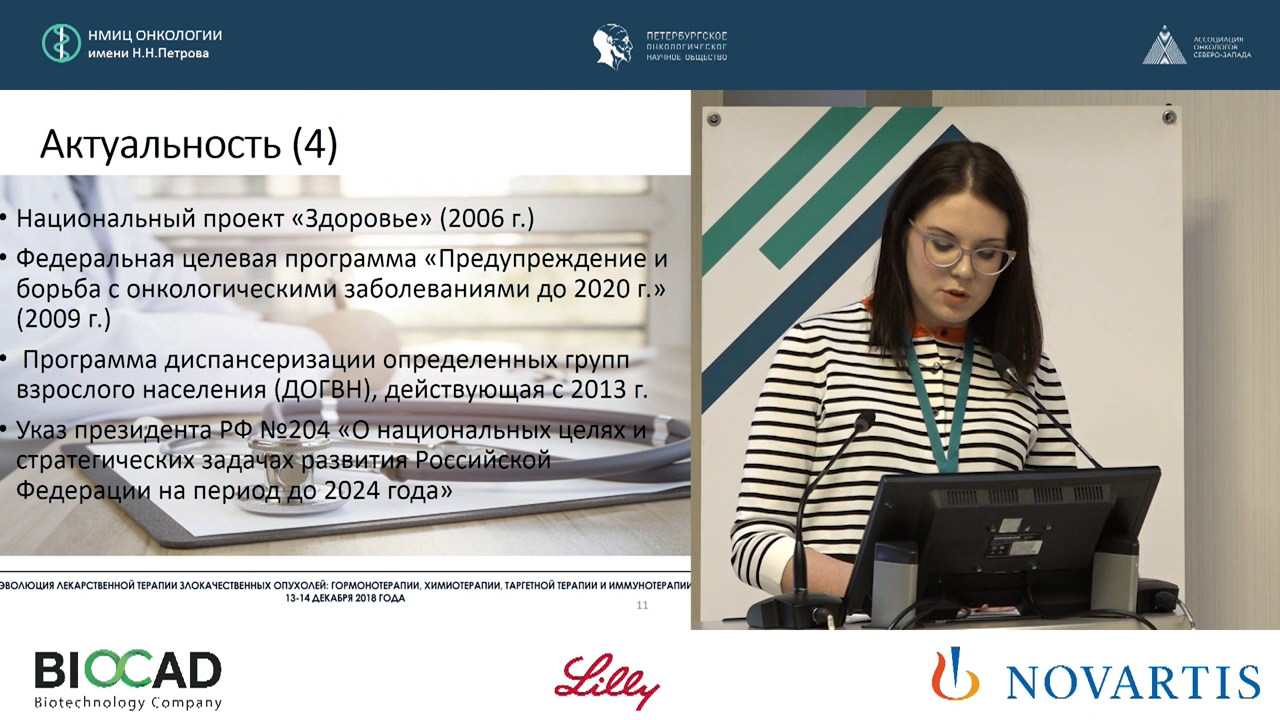 НМИЦ ОНКОЛОГИИ
имени Н.Н.Петрова
ПЕТЕРБУРГСКОЕ
ОНКОЛОГИЧЕСКОЕ
НАУЧНОЕ ОБЩЕСТВО
АССОЦИАЦИЯ
ОНКОЛОГОВ
СЕВЕРО-ЗАПАДА
Актуальность (4)
• Национальный проект «Здоровье» (2006 г.)
• Федеральная целевая программа «Предупреждение и
борьба с онкологическими заболеваниями до 2020 г.»
(2009 г.)
• Программа диспансеризации определенных групп
взрослого населения (ДОГВН), действующая с 2013 г.
• Указ президента РФ №204 «О национальных целях и
стратегических задачах развития Российской
Федерации на период до 2024 года»
ЭВОЛЮЦИЯ ЛЕКАРСТВЕННОЙ ТЕРАПИИ ЗЛОКАЧЕСТВЕННЫХ ОПУХОЛЕЙ: ГОРМОНОТЕРАПИИ, ХИМИОТЕРАПИИ, ТАРГЕТНОЙ ТЕРАПИИ И ИММУНОТЕРАПИИ
13-14 ДЕКАБРЯ 2018 ГОДА
11
BIOCAD
Biotechnology Company
Lilly
NOVARTIS